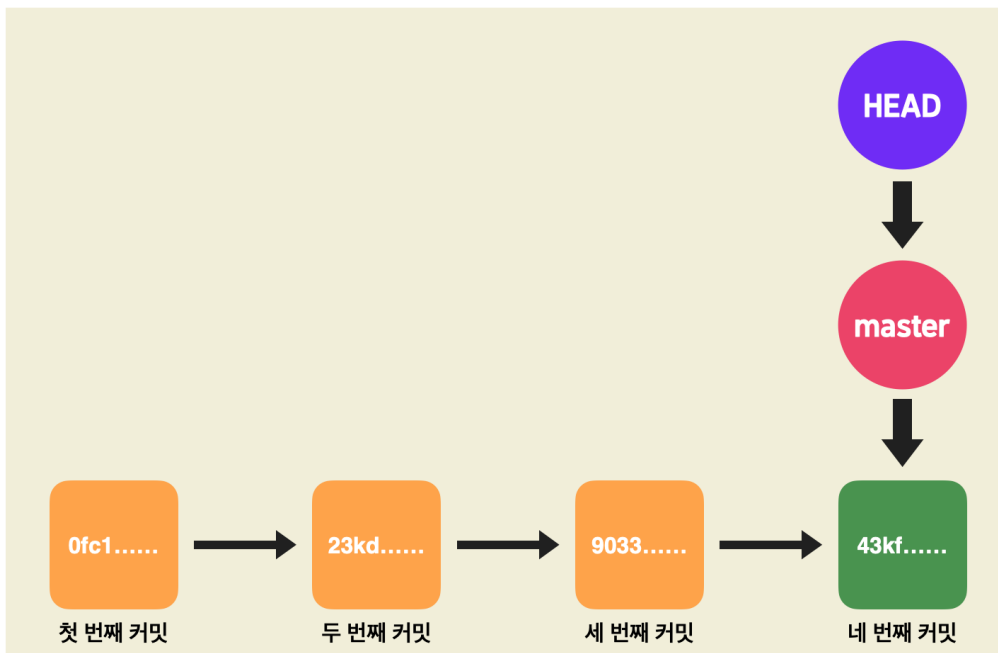 HEAD
master
0fc1......
23kd......
9033......
43kf......
첫 번째 커밋
두 번째 커밋
세 번째 커밋
네 번째 커밋